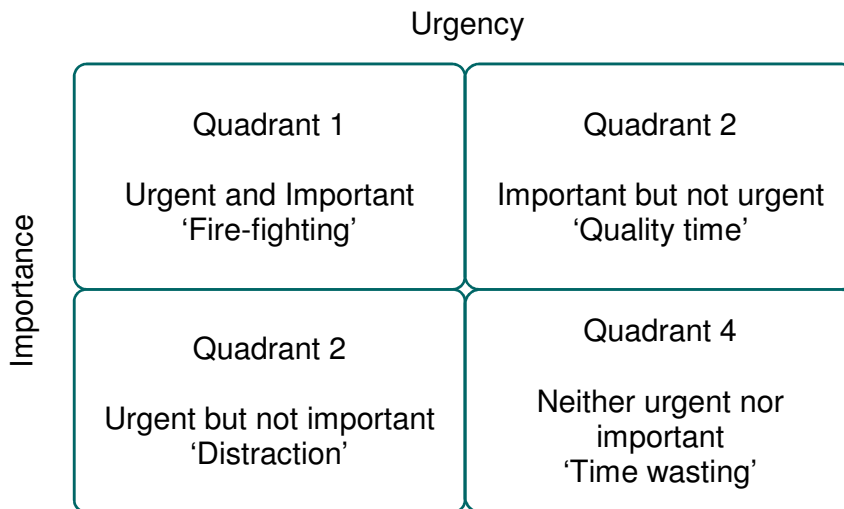 Urgency
Importance
Quadrant 1
Urgent and Important
‘Fire-fighting’
Quadrant 2
Important but not urgent
‘Quality time’
Quadrant 2
Urgent but not important
‘Distraction’
Quadrant 4
Neither urgent nor
important
‘Time wasting’